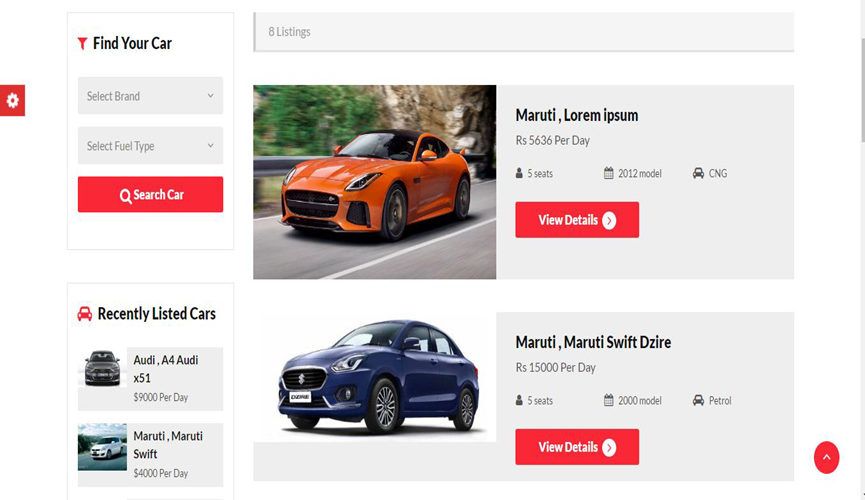 Find Your Car
Select Brand
Select Fuel Type
Search Car
Recently Listed Cars
Audi , A4 Audi
x51
$9000 Per Day
Maruti , Maruti
Swift
$4000 Per Day
8 Listings
Maruti , Lorem ipsum
Rs 5636 Per Day
5 seats 2012 model CNG
View Details
DZIRE
Maruti , Maruti Swift Dzire
Rs 15000 Per Day
5 seats 2000 model Petrol
View Details